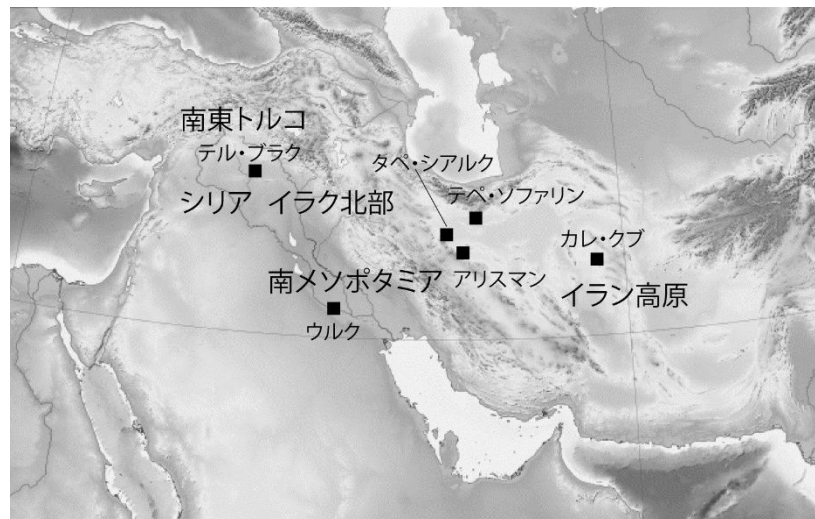 南東トルコ
テル・ブラク
タペ・シアルク
テペ・ソファリン
シリア
イラク北部
カレ・クブ
南メソポタミア
アリスマン
イラン高原
ウルク